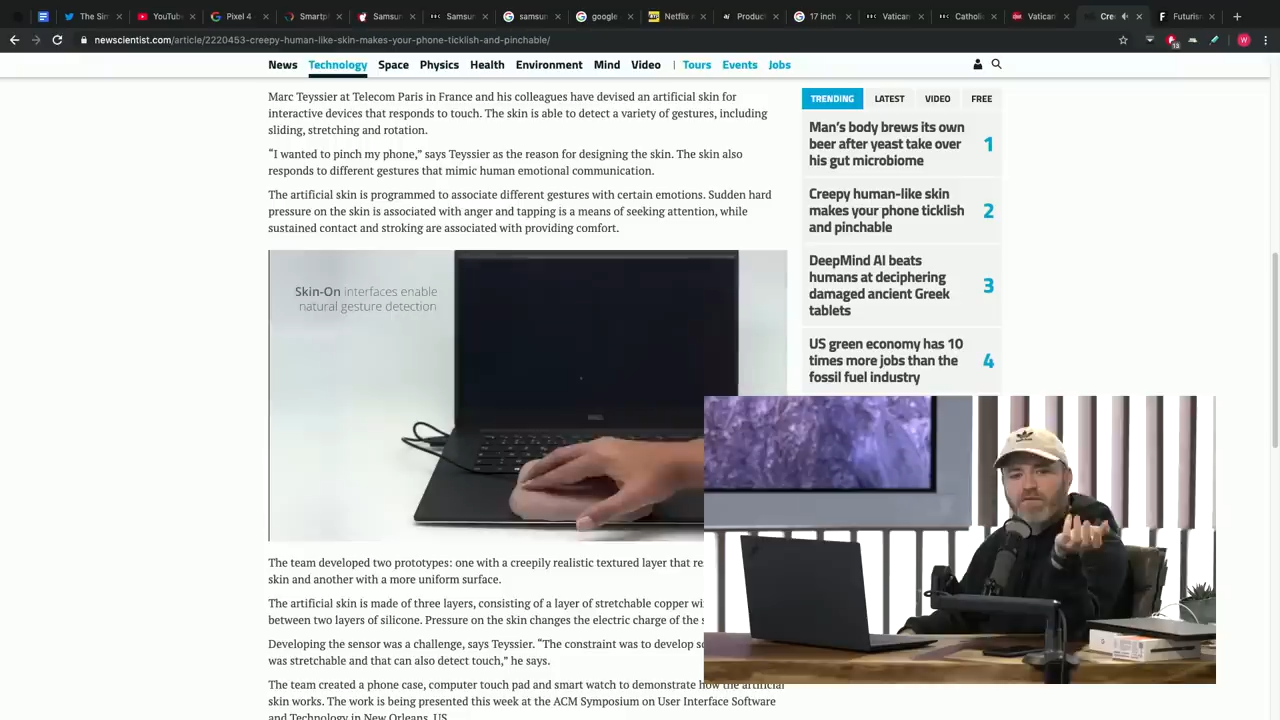 The Sim
YouTube
Pixel 4
Smartp
Samsur
Samsun
samsun
google
Netflix
Produc
17 inch
Vatican
Catholi
Vatican
Cree
Futuris
newscientist.com/article/2220453-creepy-human-like-skin-makes-your-phone-ticklish-and-pinchable/
13
W
News Technology Space Physics Health Environment Mind Video | Tours Events Jobs
Marc Teyssier at Telecom Paris in France and his colleagues have devised an artificial skin for
interactive devices that responds to touch. The skin is able to detect a variety of gestures, including
sliding, stretching and rotation.
“I wanted to pinch my phone,” says Teyssier as the reason for designing the skin. The skin also
responds to different gestures that mimic human emotional communication.
The artificial skin is programmed to associate different gestures with certain emotions. Sudden hard
pressure on the skin is associated with anger and tapping is a means of seeking attention, while
sustained contact and stroking are associated with providing comfort.
Skin-On interfaces enable
natural gesture detection
The team developed two prototypes: one with a creepily realistic textured layer that re
skin and another with a more uniform surface.
The artificial skin is made of three layers, consisting of a layer of stretchable copper wi
between two layers of silicone. Pressure on the skin changes the electric charge of the s
Developing the sensor was a challenge, says Teyssier. “The constraint was to develop s
was stretchable and that can also detect touch,” he says.
The team created a phone case, computer touch pad and smart watch to demonstrate how the artificial
skin works. The work is being presented this week at the ACM Symposium on User Interface Software
and Technology in New Orleans, US.
TRENDING LATEST VIDEO FREE
Man’s body brews its own
beer after yeast take over
his gut microbiome
1
Creepy human-like skin
makes your phone ticklish
and pinchable
2
DeepMind AI beats
humans at deciphering
damaged ancient Greek
tablets
3
US green economy has 10
times more jobs than the
fossil fuel industry
4
adidas